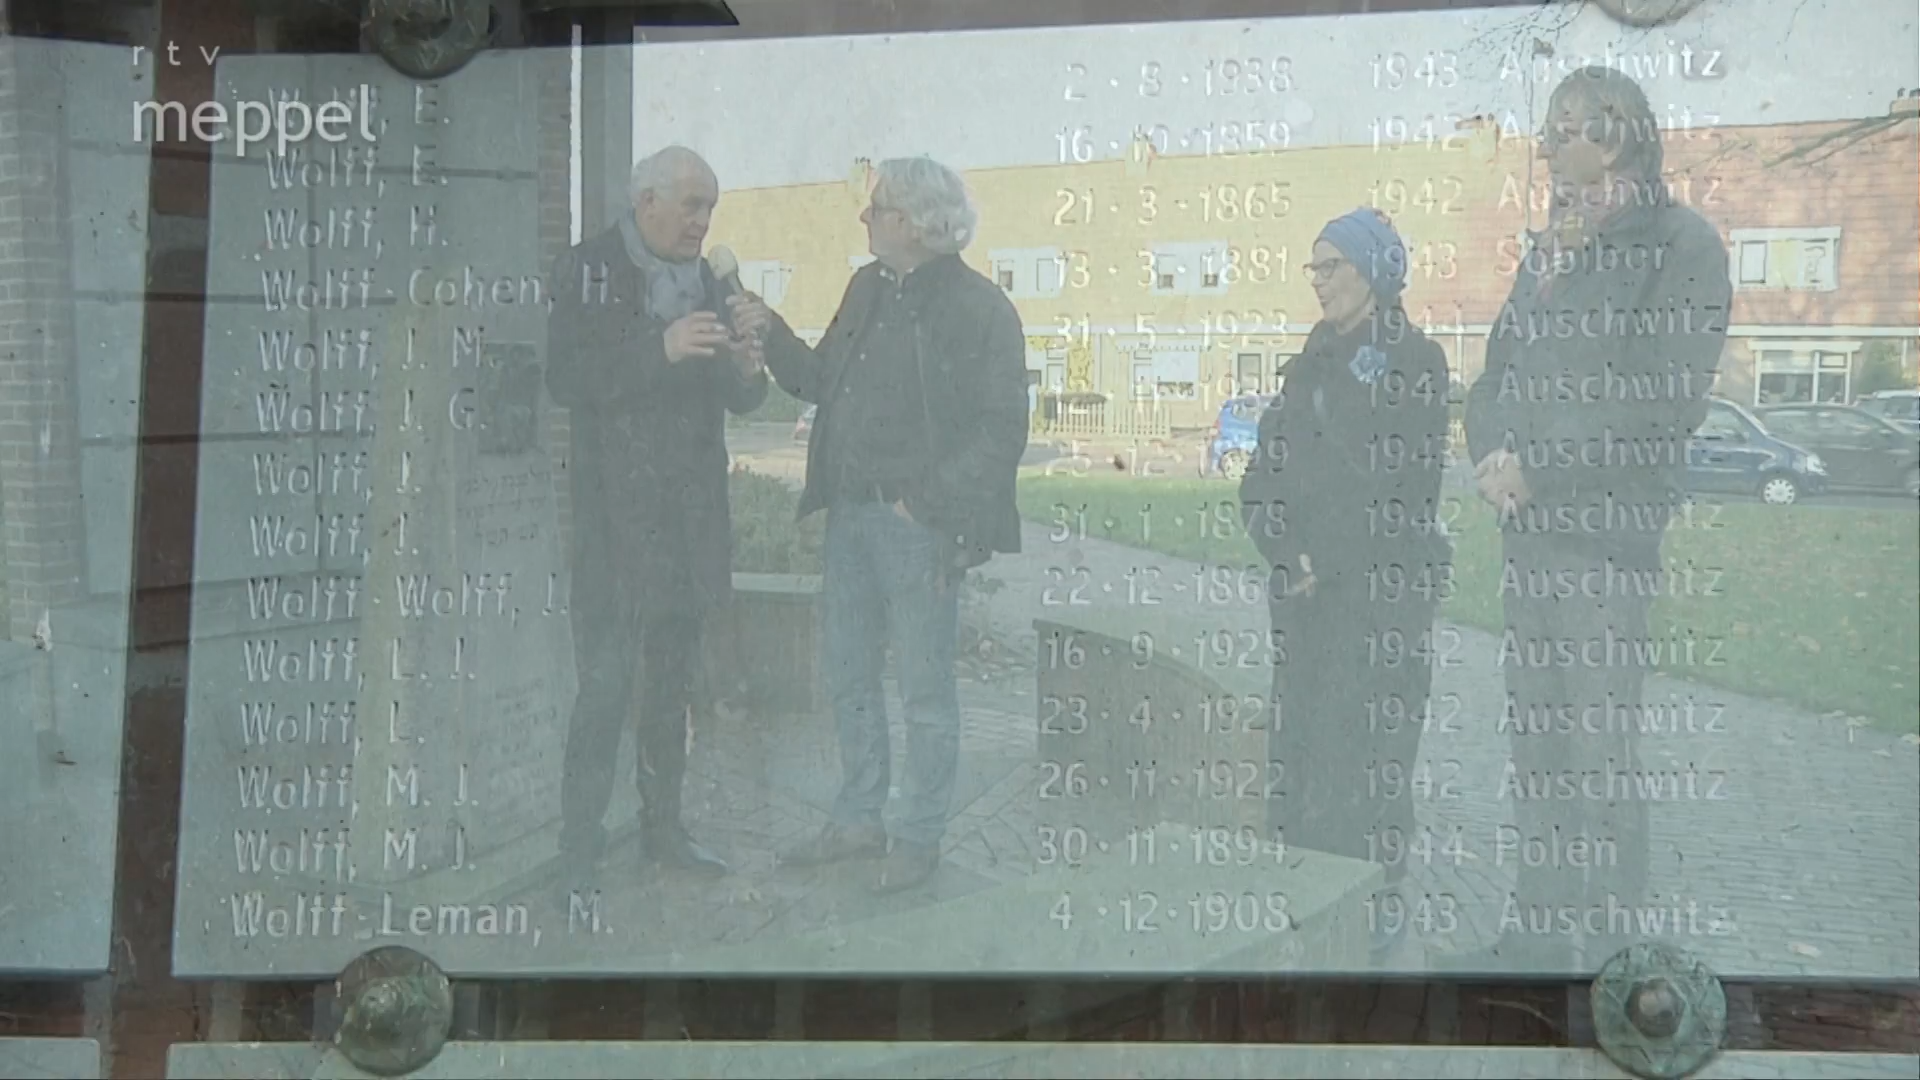 rtv
meppel
E. 2 · 8 · 1938 1943 Auschwitz
Wolff, E. 16 · 10 · 1859 1942 Auschwitz
Wolff, H. 21 · 3 · 1865 1942 Auschwitz
Wolff-Cohen, H. 13 · 3 · 1881 1943 Sobibor
Wolff, J. M. 31 · 5 · 1923 1944 Auschwitz
Wolff, J. G. 1942 Auschwitz
Wolff, J. 1943 Auschwitz
Wolff, J. 31 · 1 · 1878 1942 Auschwitz
Wolff-Wolff, J. 22 · 12 · 1860 1943 Auschwitz
Wolff, L. J. 16 · 9 · 1928 1942 Auschwitz
Wolff, L. 23 · 4 · 1921 1942 Auschwitz
Wolff, M. J. 26 · 11 · 1922 1942 Auschwitz
Wolff, M. J. 30 · 11 · 1894 1944 Polen
Wolff-Leman, M. 4 · 12 · 1908 1943 Auschwitz